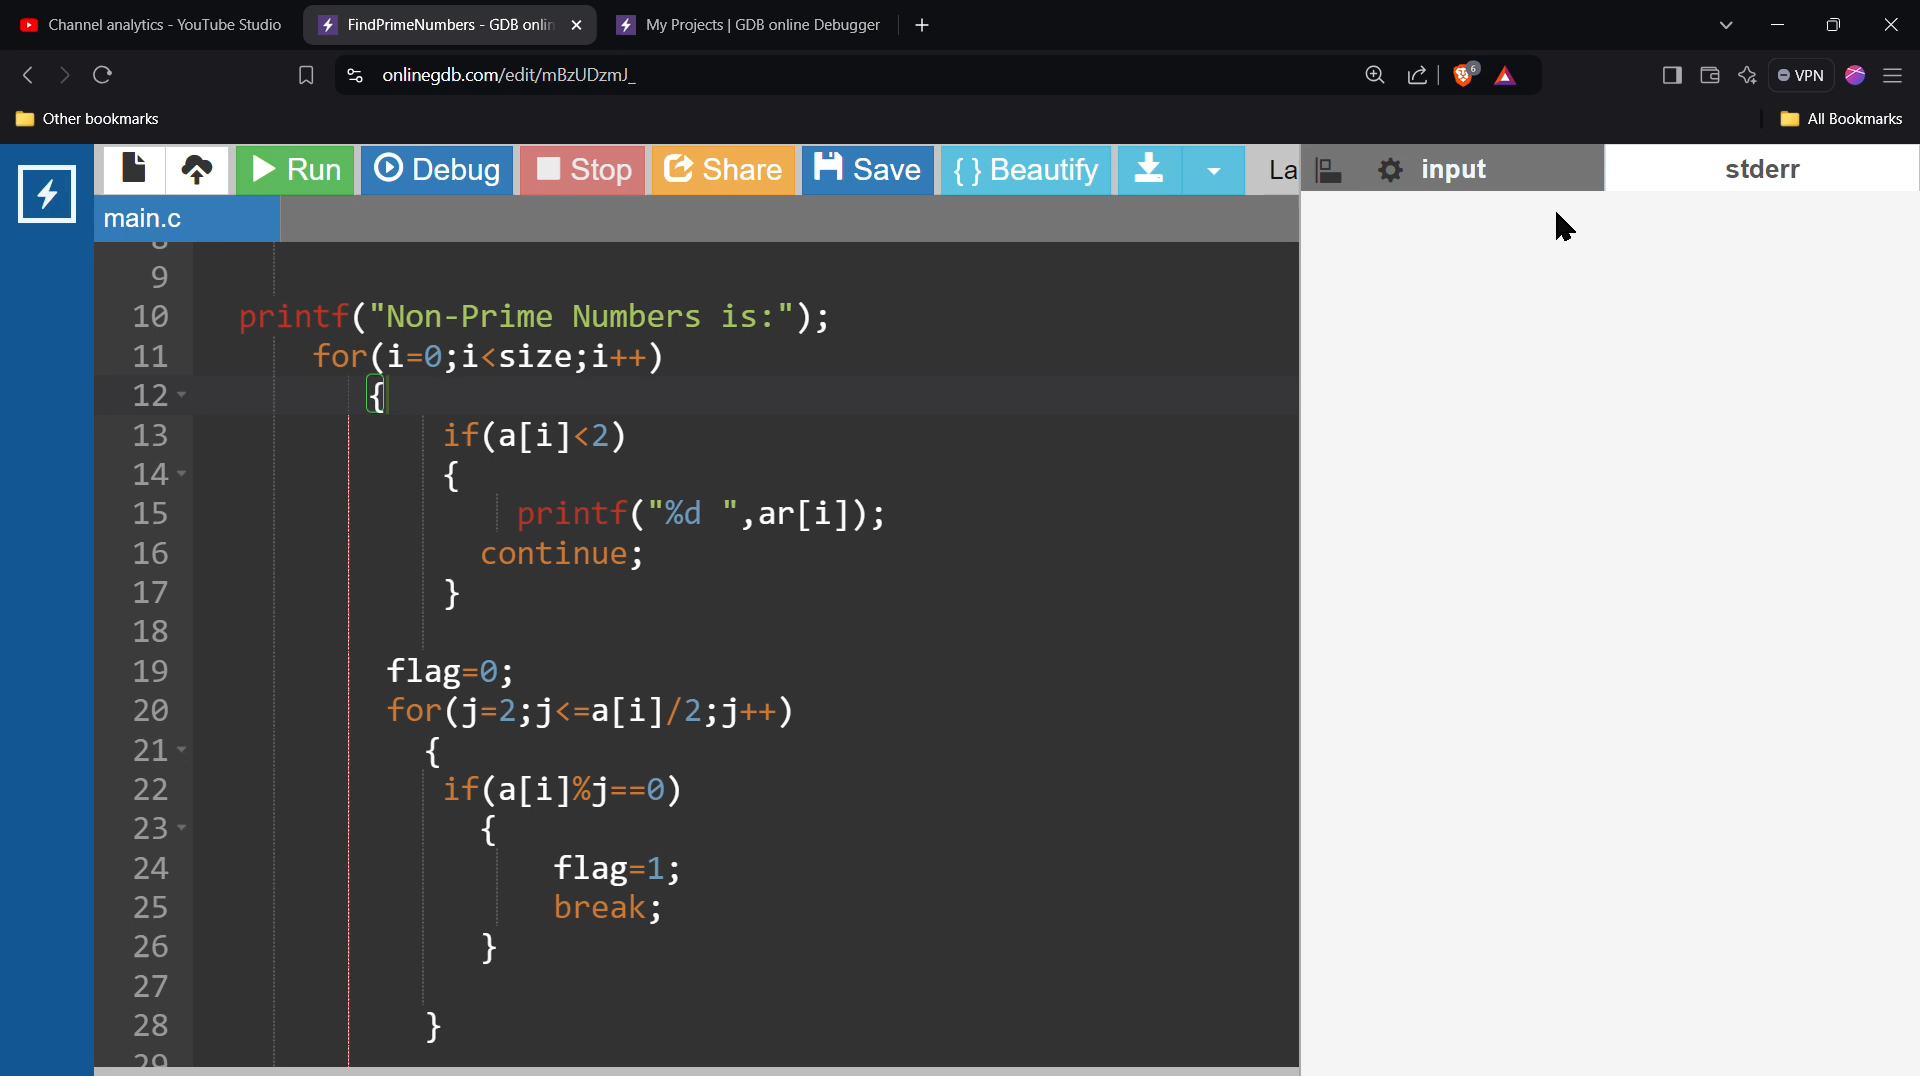 Channel analytics - YouTube Studio
FindPrimeNumbers - GDB onlin
My Projects | GDB online Debugger
onlinegdb.com/edit/mBzUDzmJ_
6
VPN
Other bookmarks
All Bookmarks
Run
Debug
Stop
Share
Save
{ } Beautify
La
input
stderr
main.c
8
9
10 printf("Non-Prime Numbers is:");
11 for(i=0;i<size;i++)
12 {
13 if(a[i]<2)
14 {
15 printf("%d ",ar[i]);
16 continue;
17 }
18
19 flag=0;
20 for(j=2;j<=a[i]/2;j++)
21 {
22 if(a[i]%j==0)
23 {
24 flag=1;
25 break;
26 }
27
28 }
29